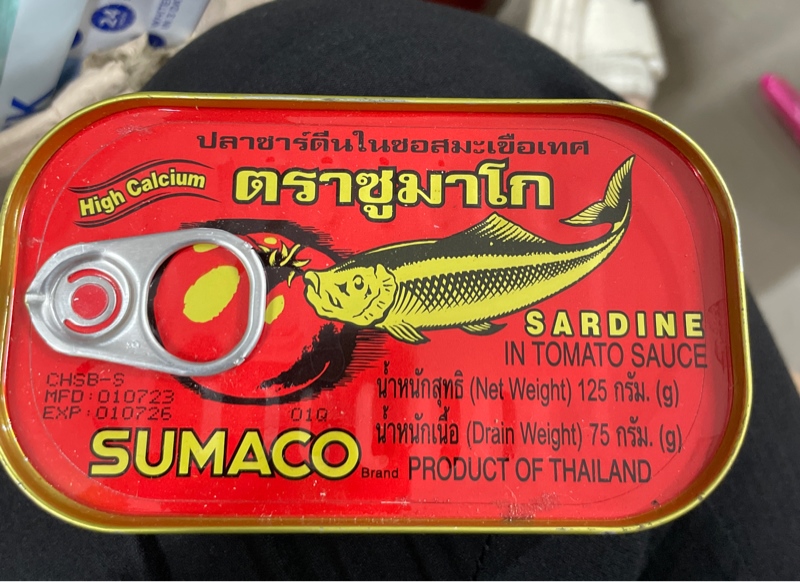 24
K
ปลาซาร์ดีนในซอสมะเขือเทศ
High Calcium
ตราซูมาโก
SARDINE
IN TOMATO SAUCE
CHSB-S
MFD:010723
EXP:010726
01Q
น้ำหนักสุทธิ (Net Weight) 125 กรัม. (g)
น้ำหนักเนื้อ (Drain Weight) 75 กรัม. (g)
SUMACO Brand
PRODUCT OF THAILAND